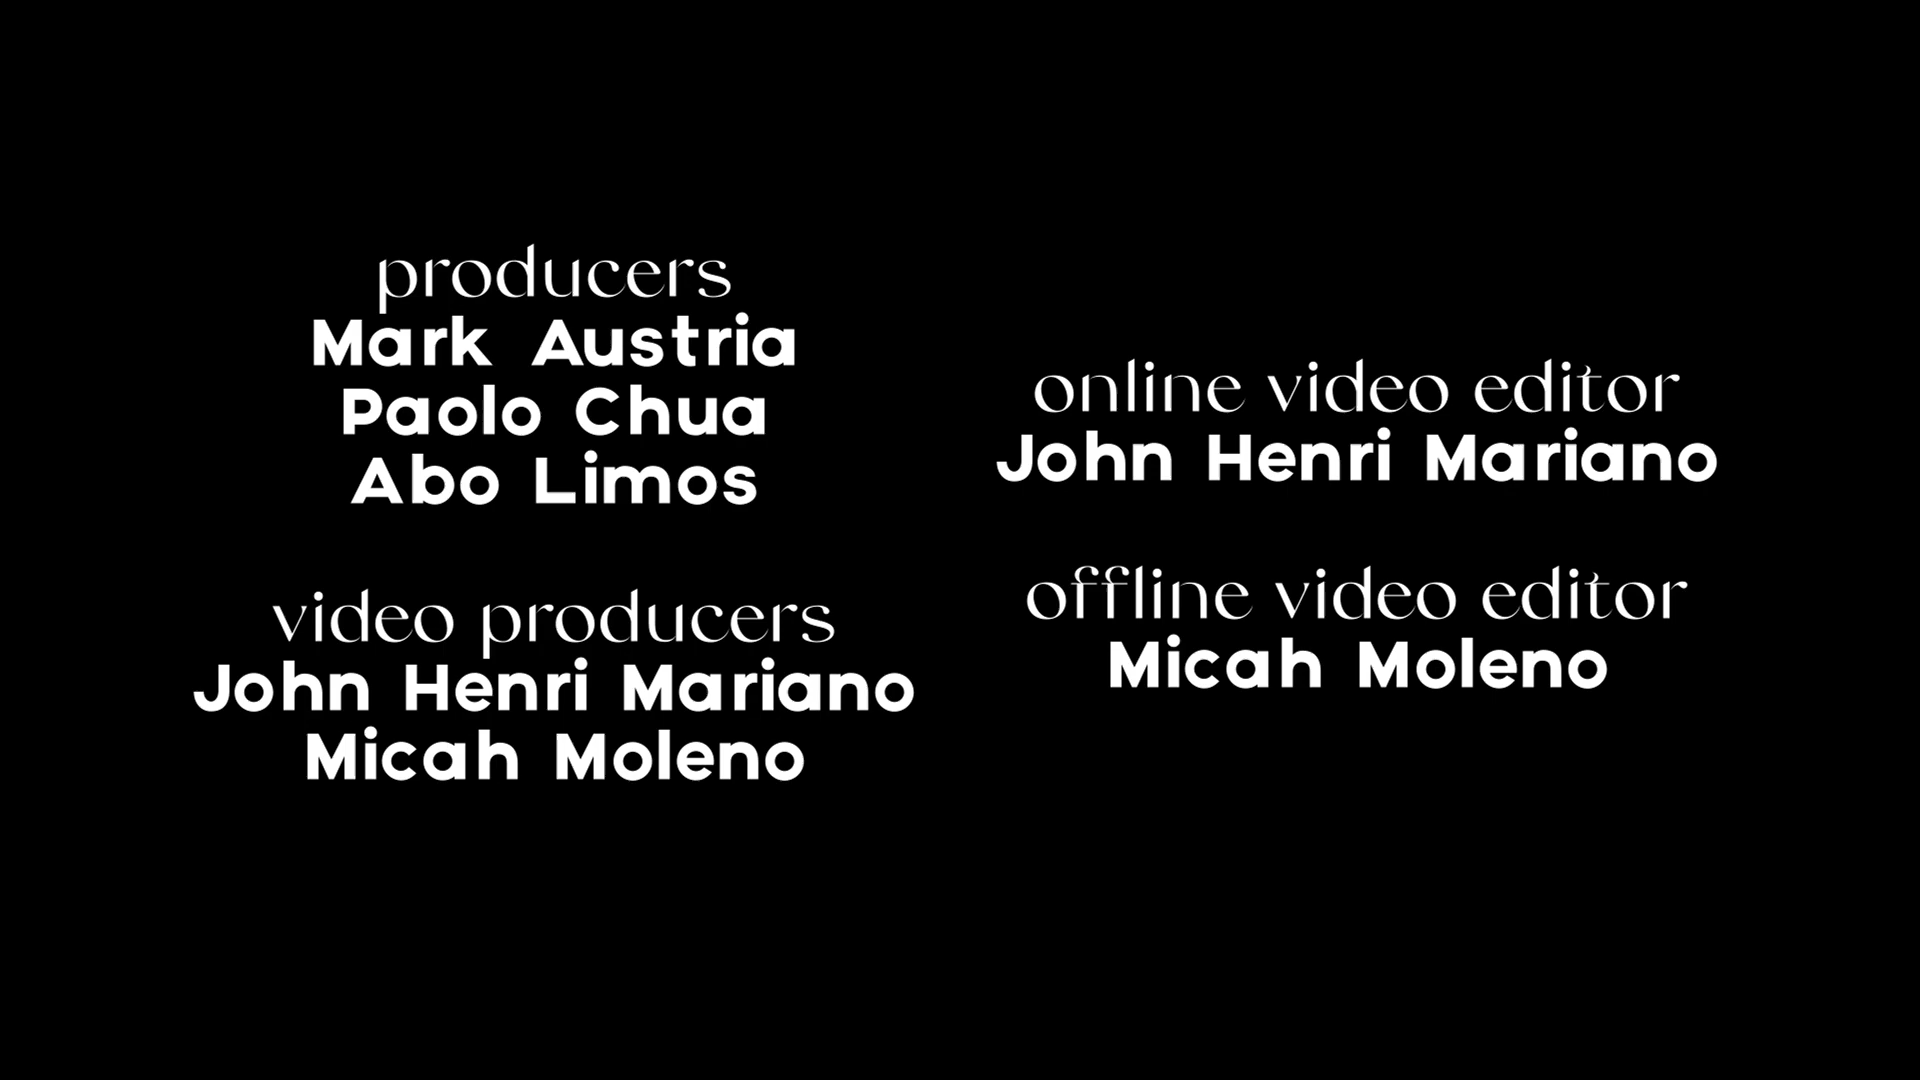 producers
Mark Austria
Paolo Chua
Abo Limos
video producers
John Henri Mariano
Micah Moleno
online video editor
John Henri Mariano
offline video editor
Micah Moleno